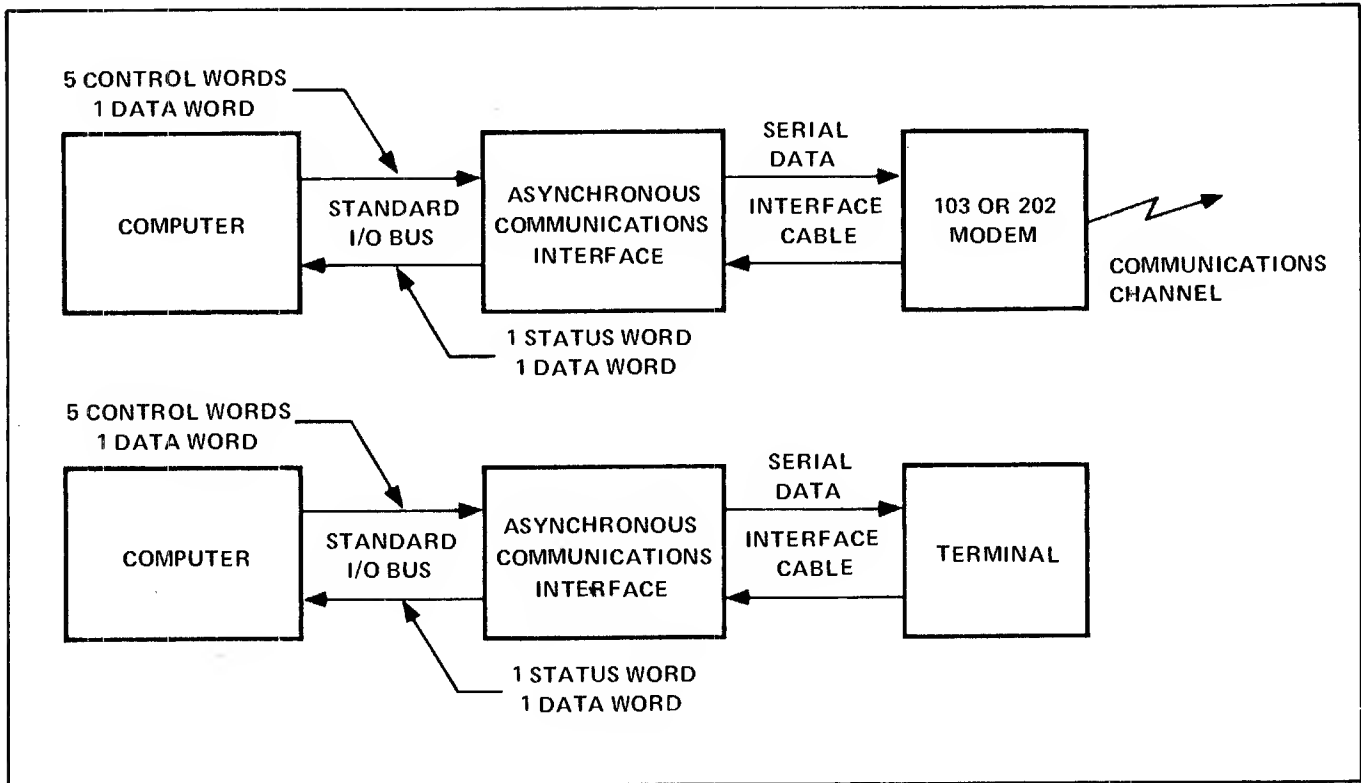 5 CONTROL WORDS
1 DATA WORD
COMPUTER
STANDARD
I/O BUS
1 STATUS WORD
1 DATA WORD
ASYNCHRONOUS
COMMUNICATIONS
INTERFACE
SERIAL
DATA
INTERFACE
CABLE
103 OR 202
MODEM
COMMUNICATIONS
CHANNEL
5 CONTROL WORDS
1 DATA WORD
COMPUTER
STANDARD
I/O BUS
1 STATUS WORD
1 DATA WORD
ASYNCHRONOUS
COMMUNICATIONS
INTERFACE
SERIAL
DATA
INTERFACE
CABLE
TERMINAL